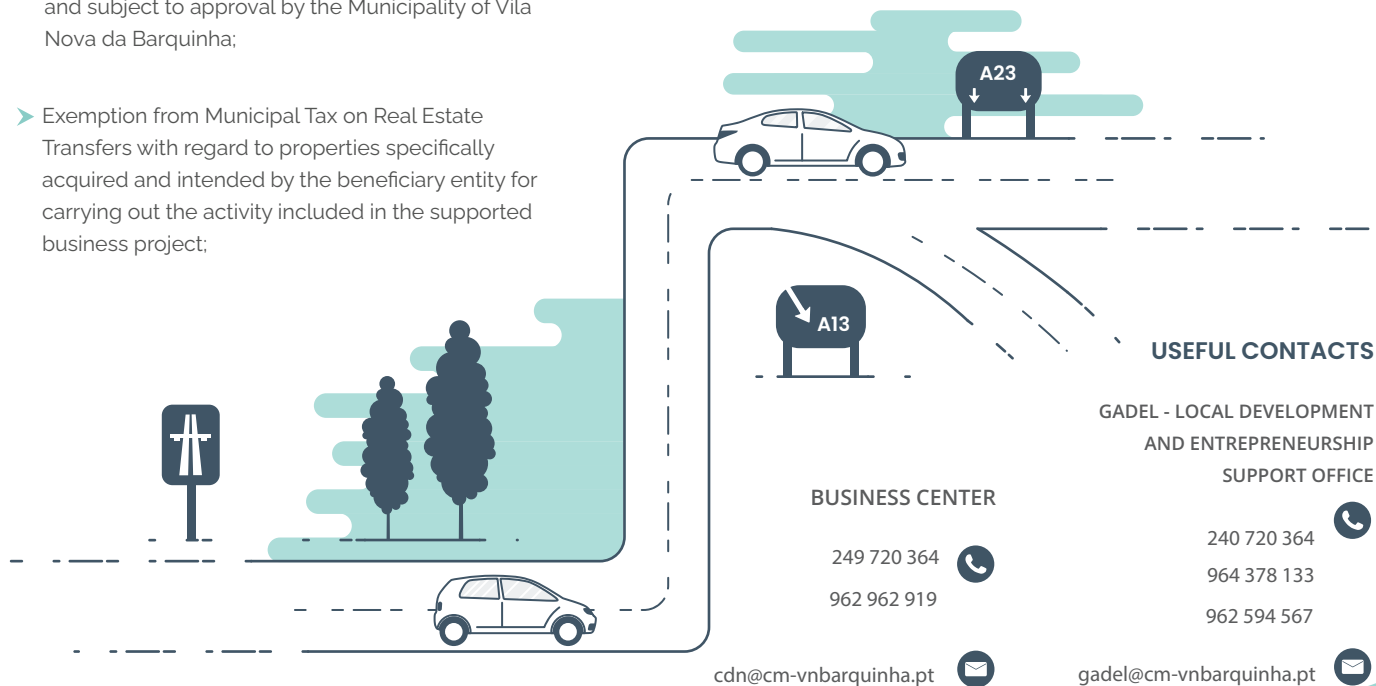 and subject to approval by the Municipality of Vila
Nova da Barquinha;
Exemption from Municipal Tax on Real Estate
Transfers with regard to properties specifically
acquired and intended by the beneficiary entity for
carrying out the activity included in the supported
business project;
A23
A13
USEFUL CONTACTS
GADEL - LOCAL DEVELOPMENT
AND ENTREPRENEURSHIP
SUPPORT OFFICE
240 720 364
964 378 133
962 594 567
gadel@cm-vnbarquinha.pt
BUSINESS CENTER
249 720 364
962 962 919
cdn@cm-vnbarquinha.pt